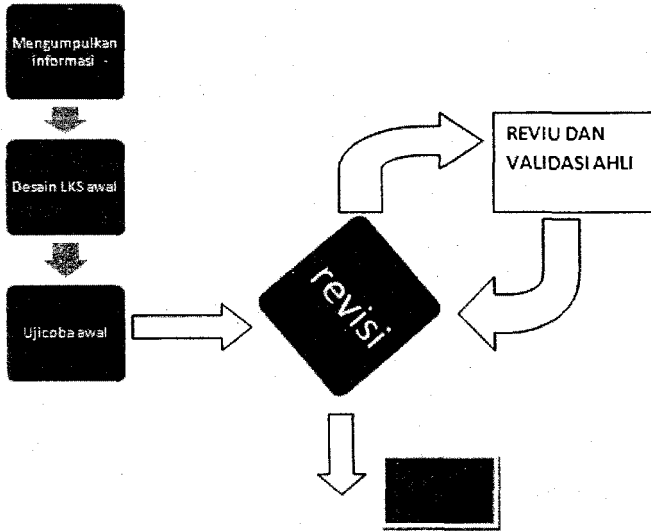 Mengumpulkan
informasi -
Desain LKS awal
Ujicoba awal
revisi
REVIU DAN
VALIDASI AHLI